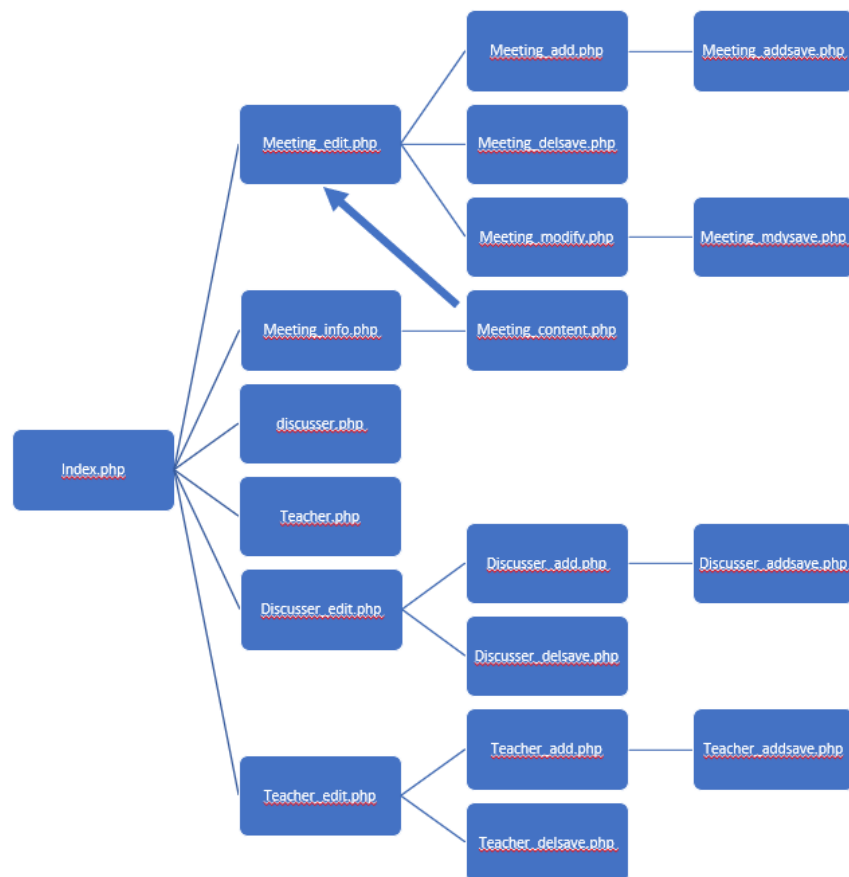 Meeting_add.php
Meeting_addsave.php
Meeting_edit.php
Meeting_delsave.php
Meeting_modify.php
Meeting_mdysave.php
Meeting_info.php
Meeting_content.php
discusser.php
Index.php
Teacher.php
Discusser_add.php
Discusser_addsave.php
Discusser_edit.php
Discusser_delsave.php
Teacher_add.php
Teacher_addsave.php
Teacher_edit.php
Teacher_delsave.php